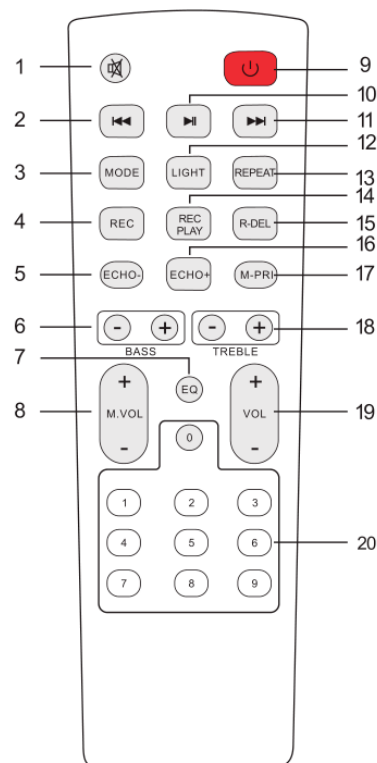 1
9
10
2
11
12
3
MODE
LIGHT
REPEAT
13
14
4
REC
REC
PLAY
R-DEL
15
16
5
ECHO-
ECHO+
M-PRI
17
6
-
+
-
+
18
BASS
TREBLE
7
+
EQ
+
8
M.VOL
VOL
19
-
0
-
1
2
3
4
5
6
20
7
8
9